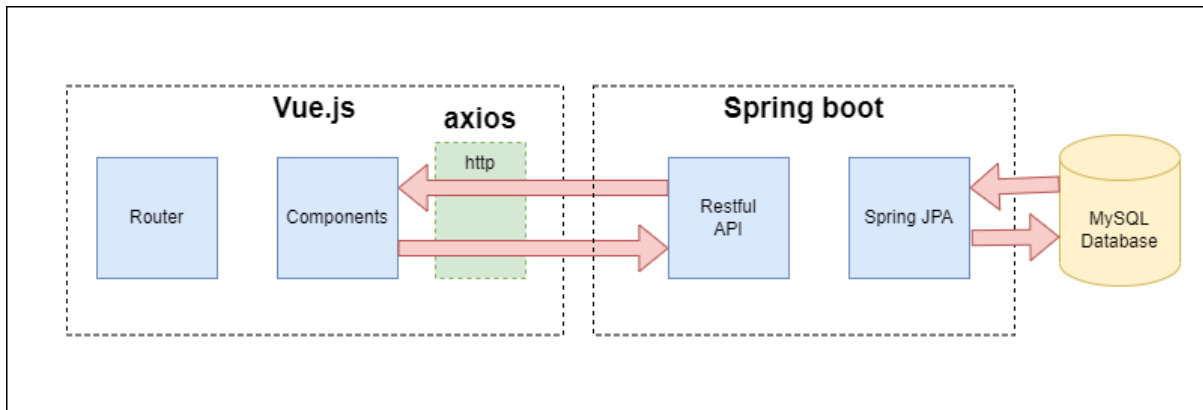 Vue.js
axios
Spring boot
http
Router
Components
Restful
API
Spring JPA
MySQL
Database